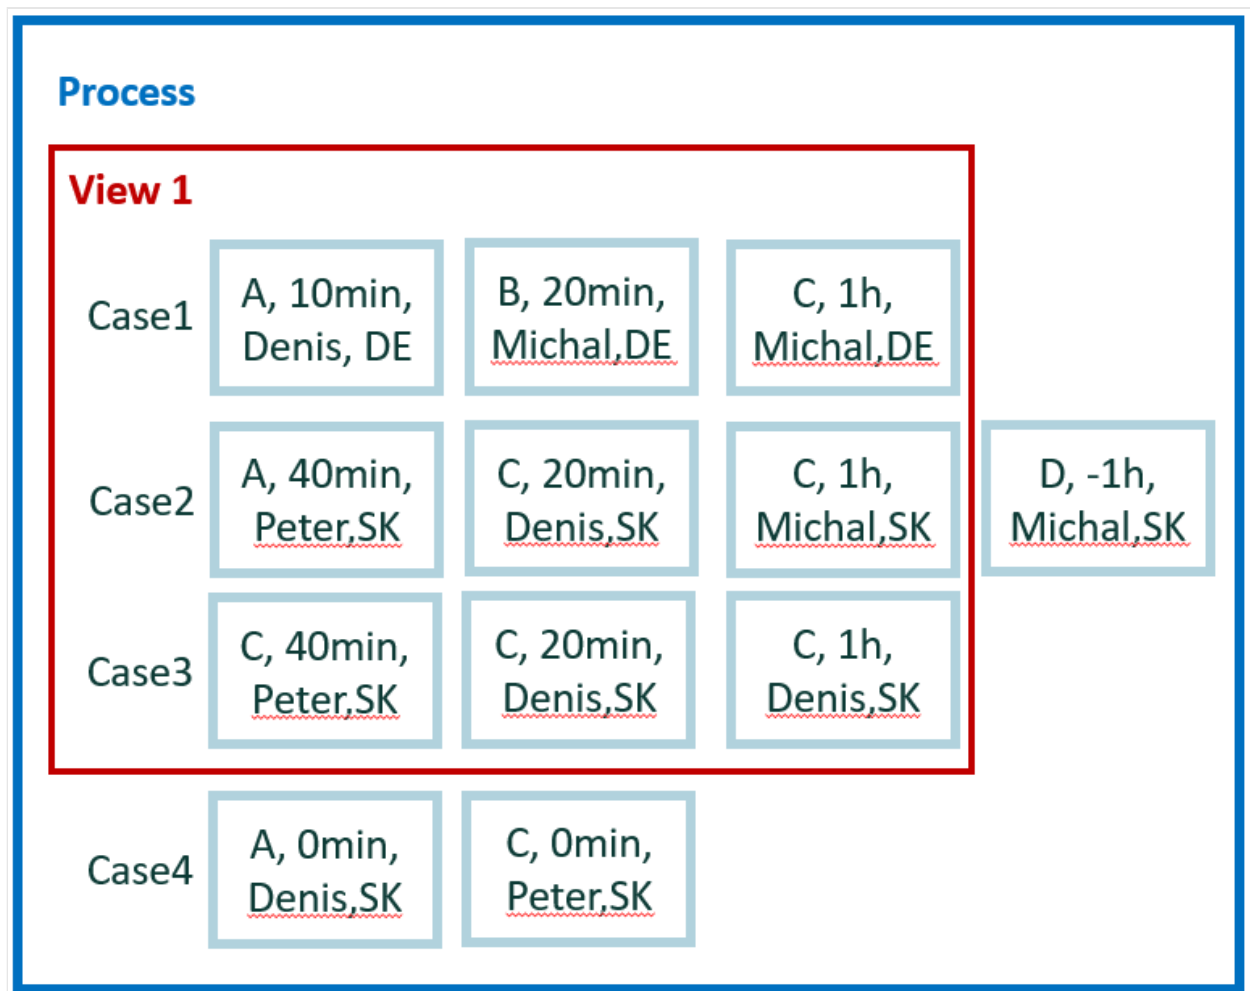 Process
View 1
Case1
A, 10min,
Denis, DE
B, 20min,
Michal,DE
C, 1h,
Michal,DE
Case2
A, 40min,
Peter,SK
C, 20min,
Denis,SK
C, 1h,
Michal,SK
D, -1h,
Michal,SK
Case3
C, 40min,
Peter,SK
C, 20min,
Denis,SK
C, 1h,
Denis,SK
Case4
A, 0min,
Denis,SK
C, 0min,
Peter,SK